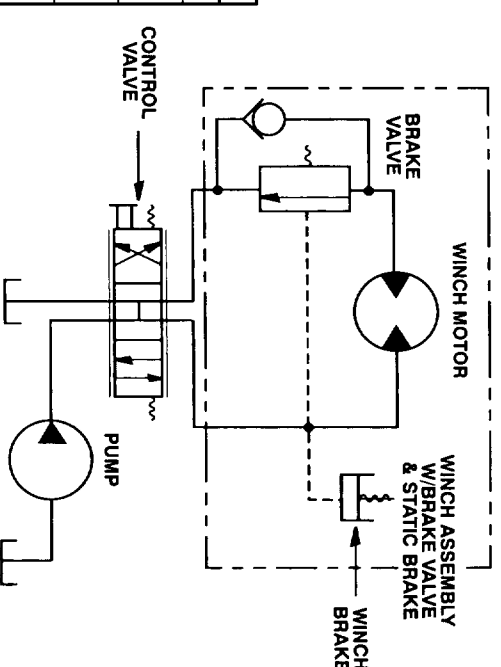 CONTROL
VALVE
BRAKE
VALVE
WINCH MOTOR
WINCH ASSEMBLY
W/BRAKE VALVE
& STATIC BRAKE
PUMP
WINCH
BRAKE